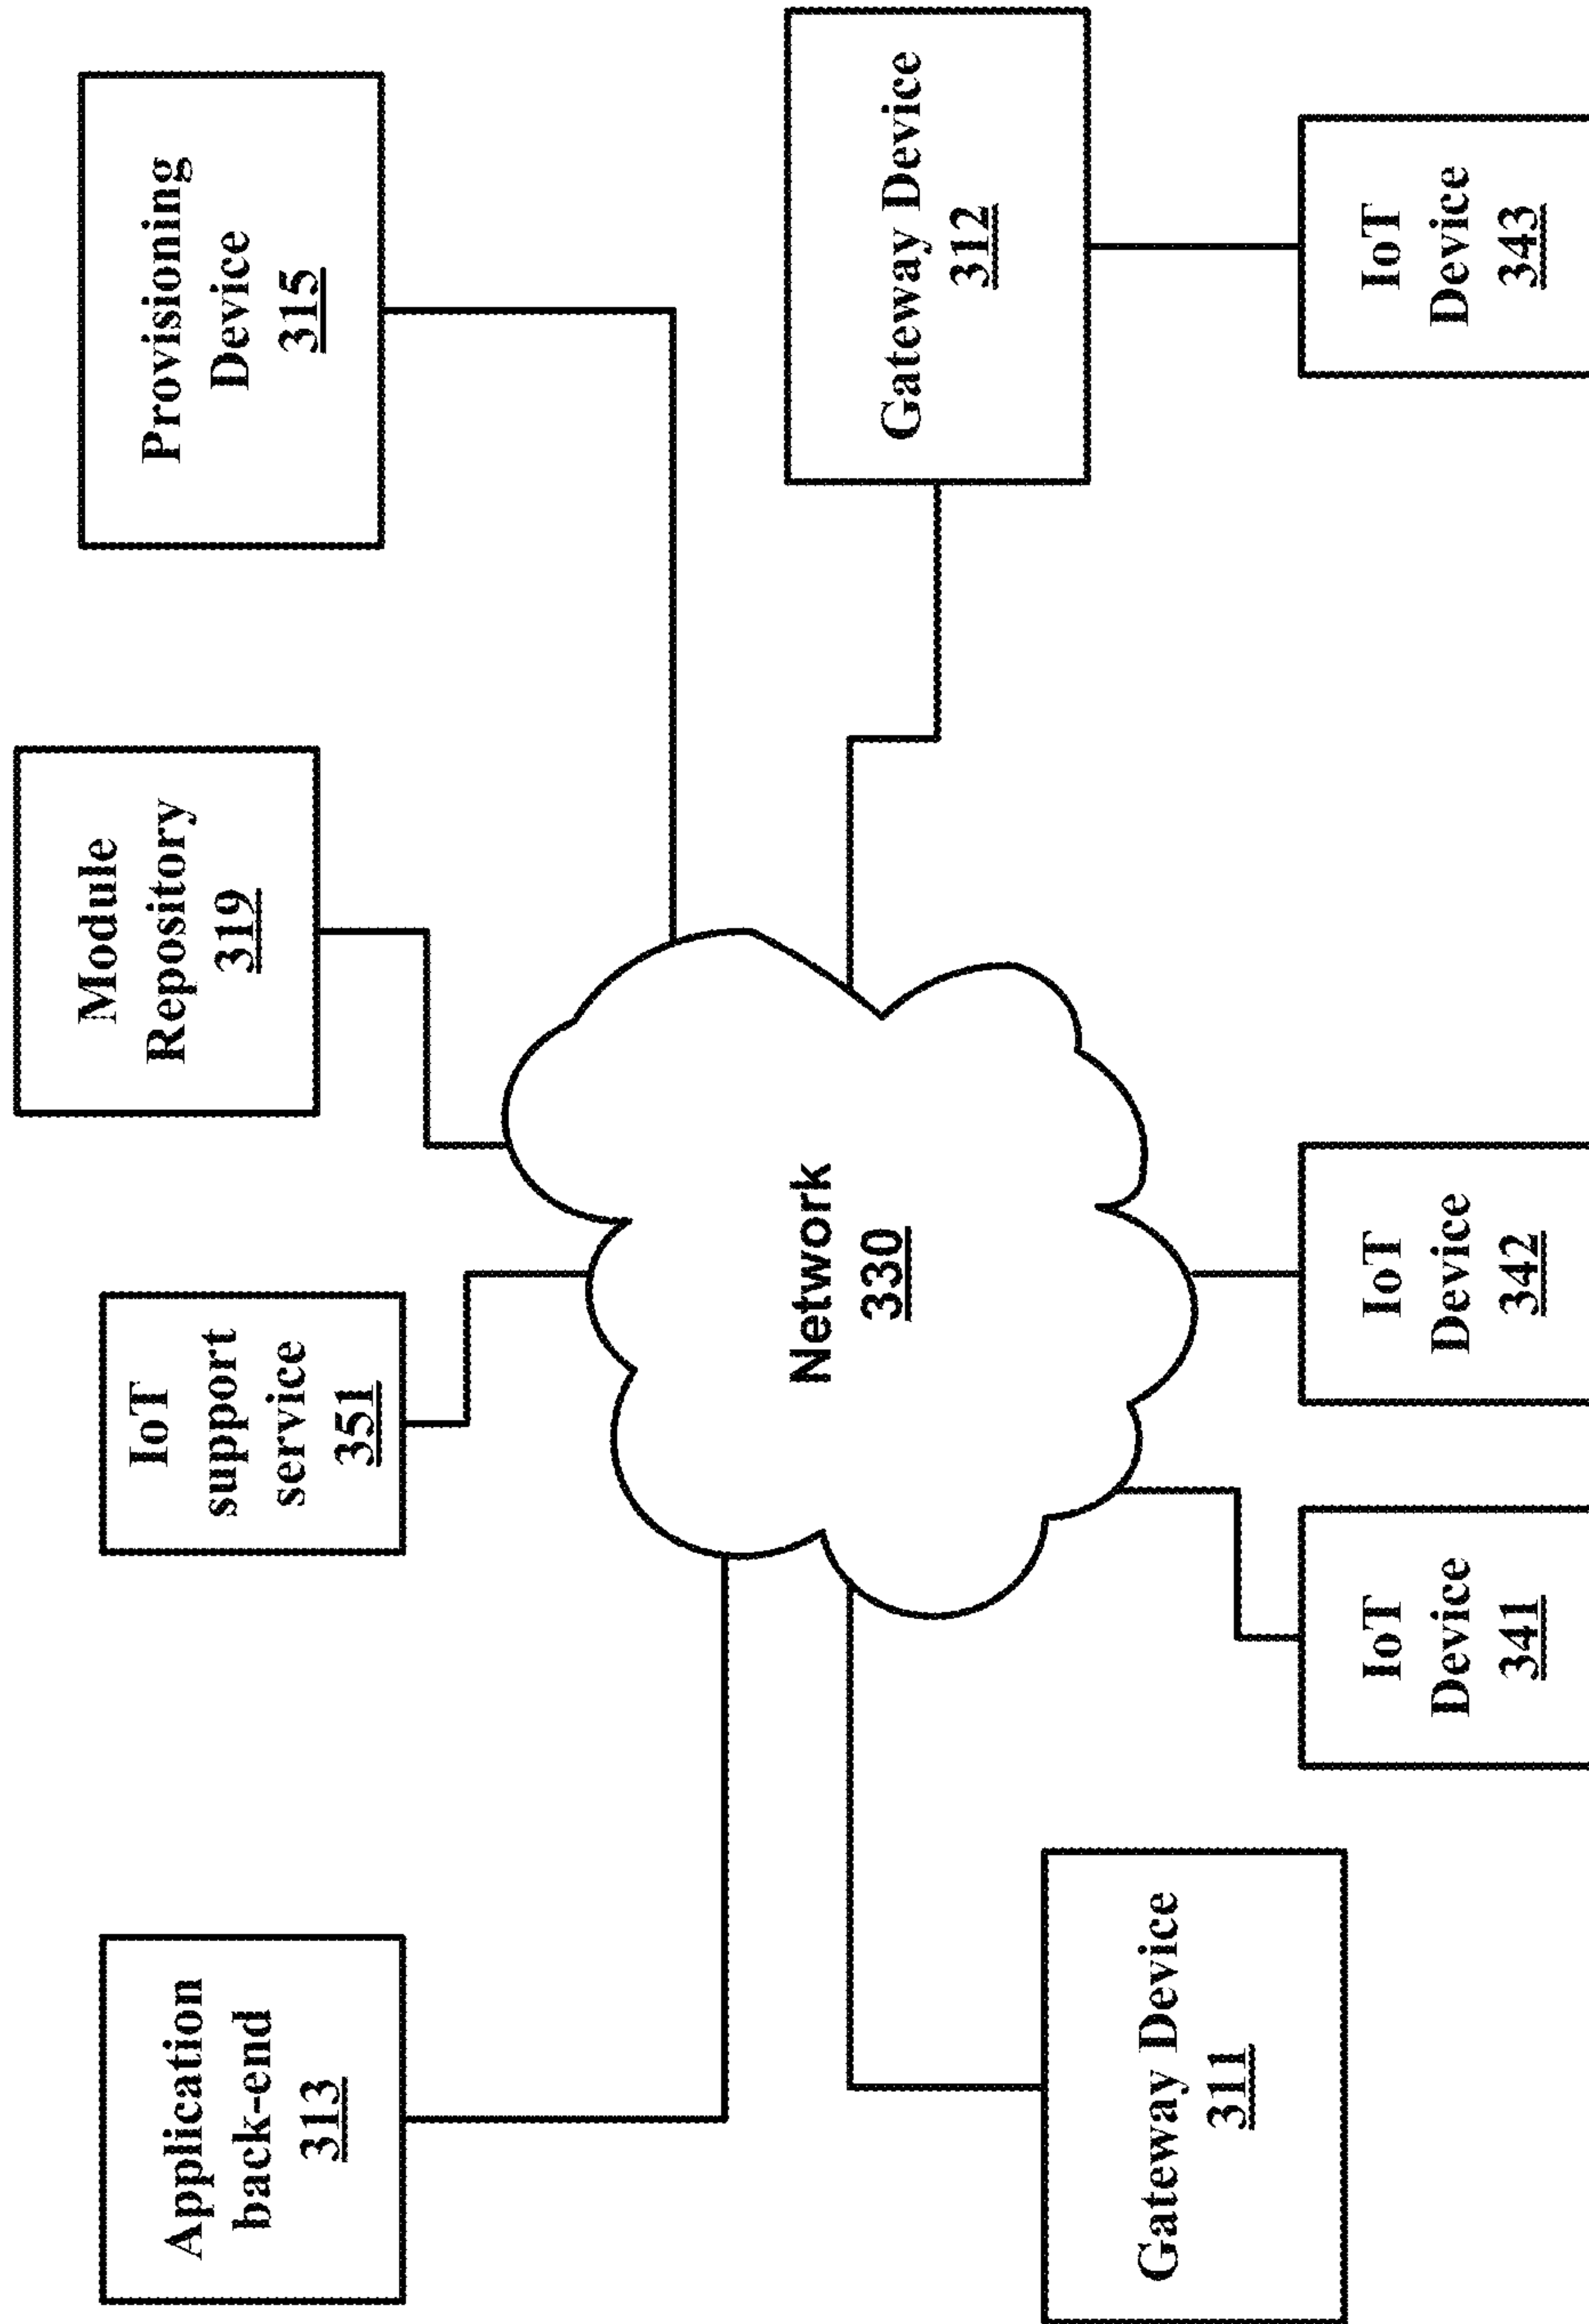 Application
back-end
313
IoT
support
service
351
Module
Repository
319
Provisioning
Device
315
Network
330
Gateway Device
311
Gateway Device
312
IoT
Device
341
IoT
Device
342
IoT
Device
343